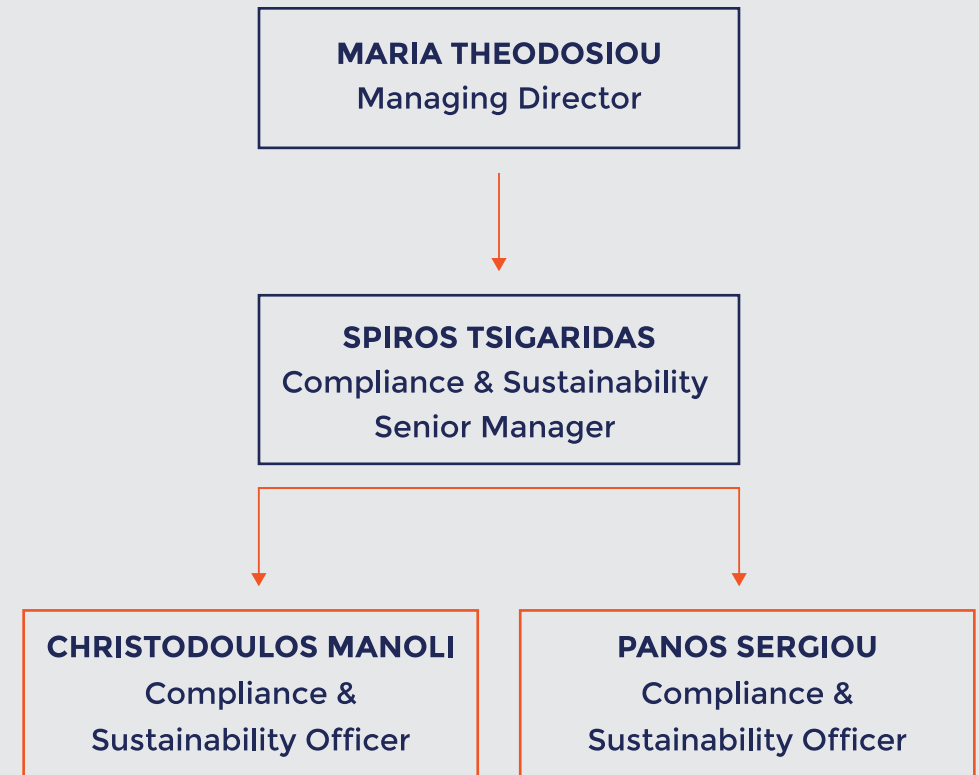 MARIA THEODOSIOU
Managing Director
SPIROS TSIGARIDAS
Compliance & Sustainability
Senior Manager
CHRISTODOULOS MANOLI
Compliance &
Sustainability Officer
PANOS SERGIOU
Compliance &
Sustainability Officer